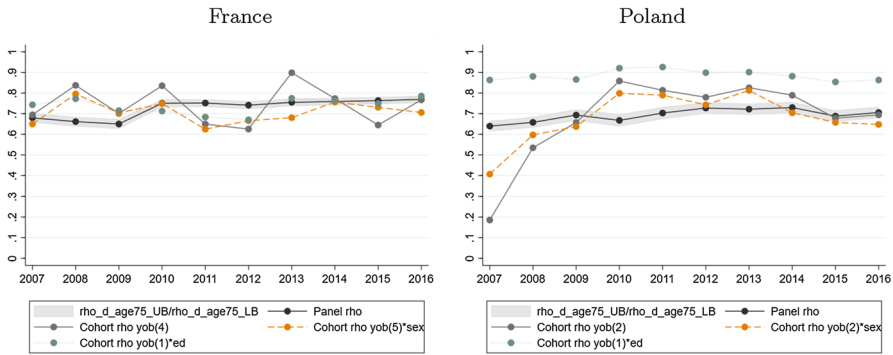 France
Poland
1
.9
.8
.7
.6
.5
.4
.3
.2
.1
0
2007 2008 2009 2010 2011 2012 2013 2014 2015 2016
rho_d_age75_UB/rho_d_age75_LB Panel rho
Cohort rho yob(4) Cohort rho yob(5)*sex
Cohort rho yob(1)*ed
1
.9
.8
.7
.6
.5
.4
.3
.2
.1
0
2007 2008 2009 2010 2011 2012 2013 2014 2015 2016
rho_d_age75_UB/rho_d_age75_LB Panel rho
Cohort rho yob(2) Cohort rho yob(2)*sex
Cohort rho yob(1)*ed